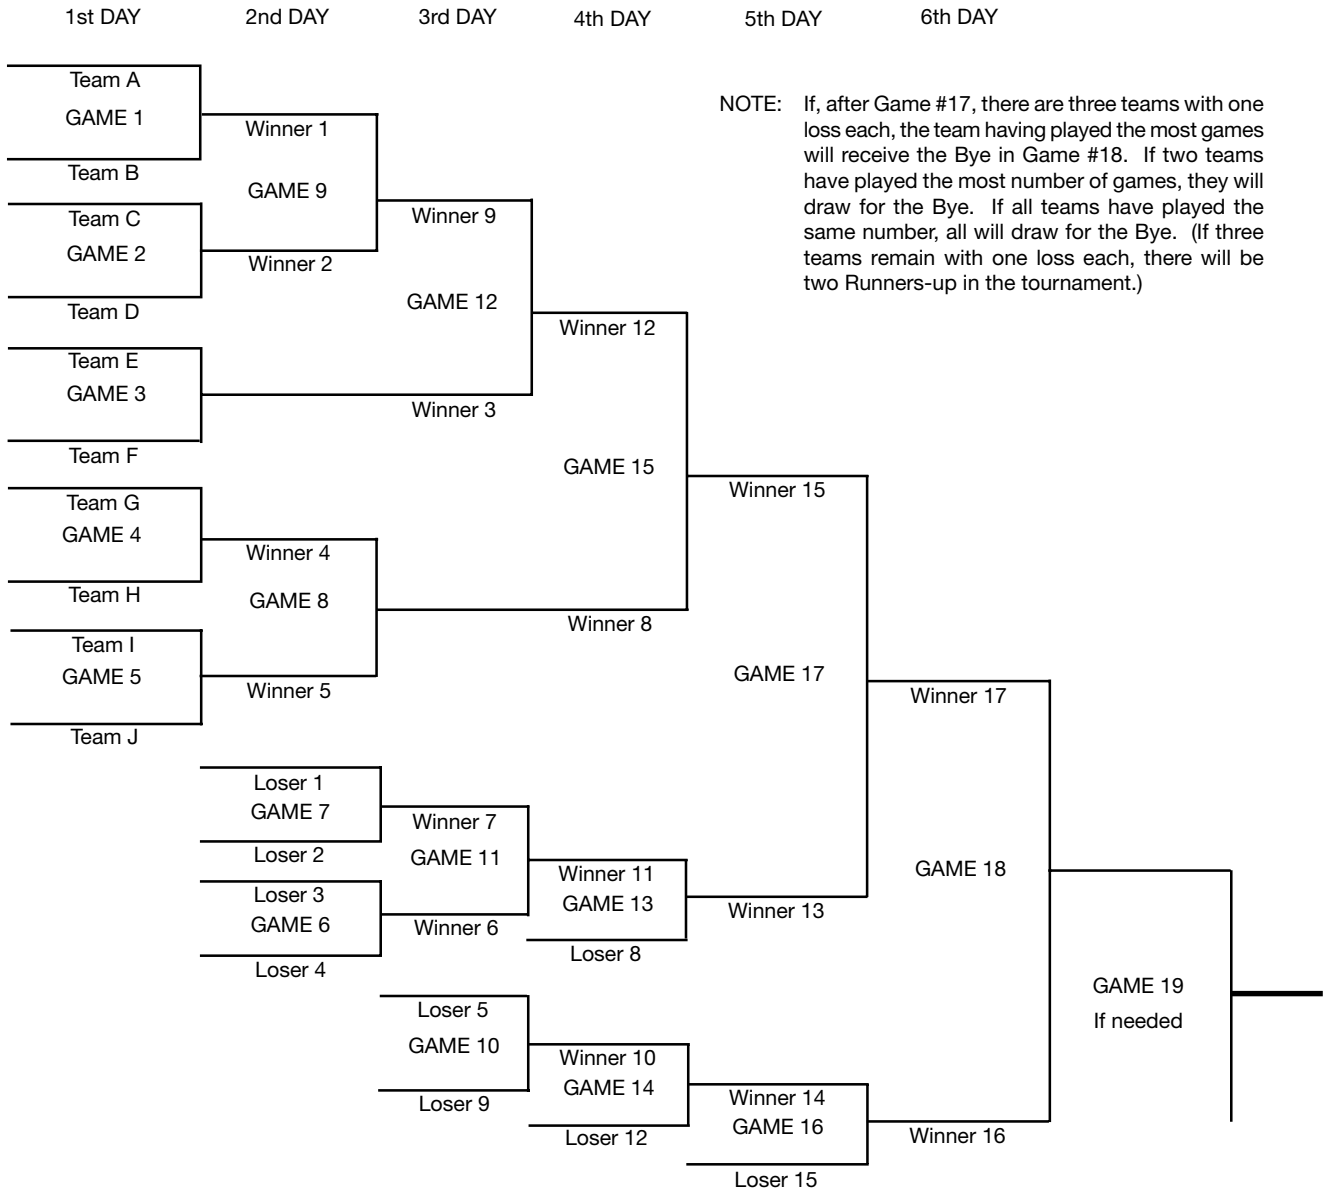 1st DAY 2nd DAY 3rd DAY 4th DAY 5th DAY 6th DAY
NOTE: If, after Game #17, there are three teams with one
loss each, the team having played the most games
will receive the Bye in Game #18. If two teams
have played the most number of games, they will
draw for the Bye. If all teams have played the
same number, all will draw for the Bye. (If three
teams remain with one loss each, there will be
two Runners-up in the tournament.)
Team A
GAME 1
Team B
Team C
GAME 2
Team D
Team E
GAME 3
Team F
Team G
GAME 4
Team H
Team I
GAME 5
Team J
Winner 1
GAME 9
Winner 2
Winner 4
GAME 8
Winner 5
Loser 1
GAME 7
Loser 2
Loser 3
GAME 6
Loser 4
Winner 9
GAME 12
Winner 3
Winner 7
GAME 11
Winner 6
Loser 5
GAME 10
Loser 9
Winner 12
GAME 15
Winner 8
Winner 11
GAME 13
Loser 8
Winner 10
GAME 14
Loser 12
Winner 15
GAME 17
Winner 13
Winner 14
GAME 16
Loser 15
Winner 17
GAME 18
Winner 16
GAME 19
If needed